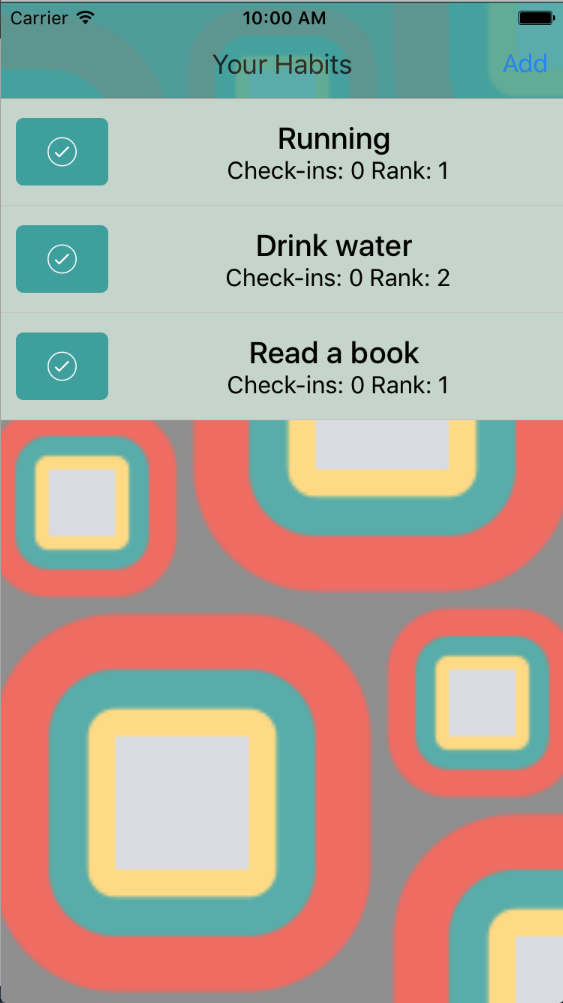 Carrier 10:00 AM
Your Habits Add
Running
Check-ins: 0 Rank: 1
Drink water
Check-ins: 0 Rank: 2
Read a book
Check-ins: 0 Rank: 1